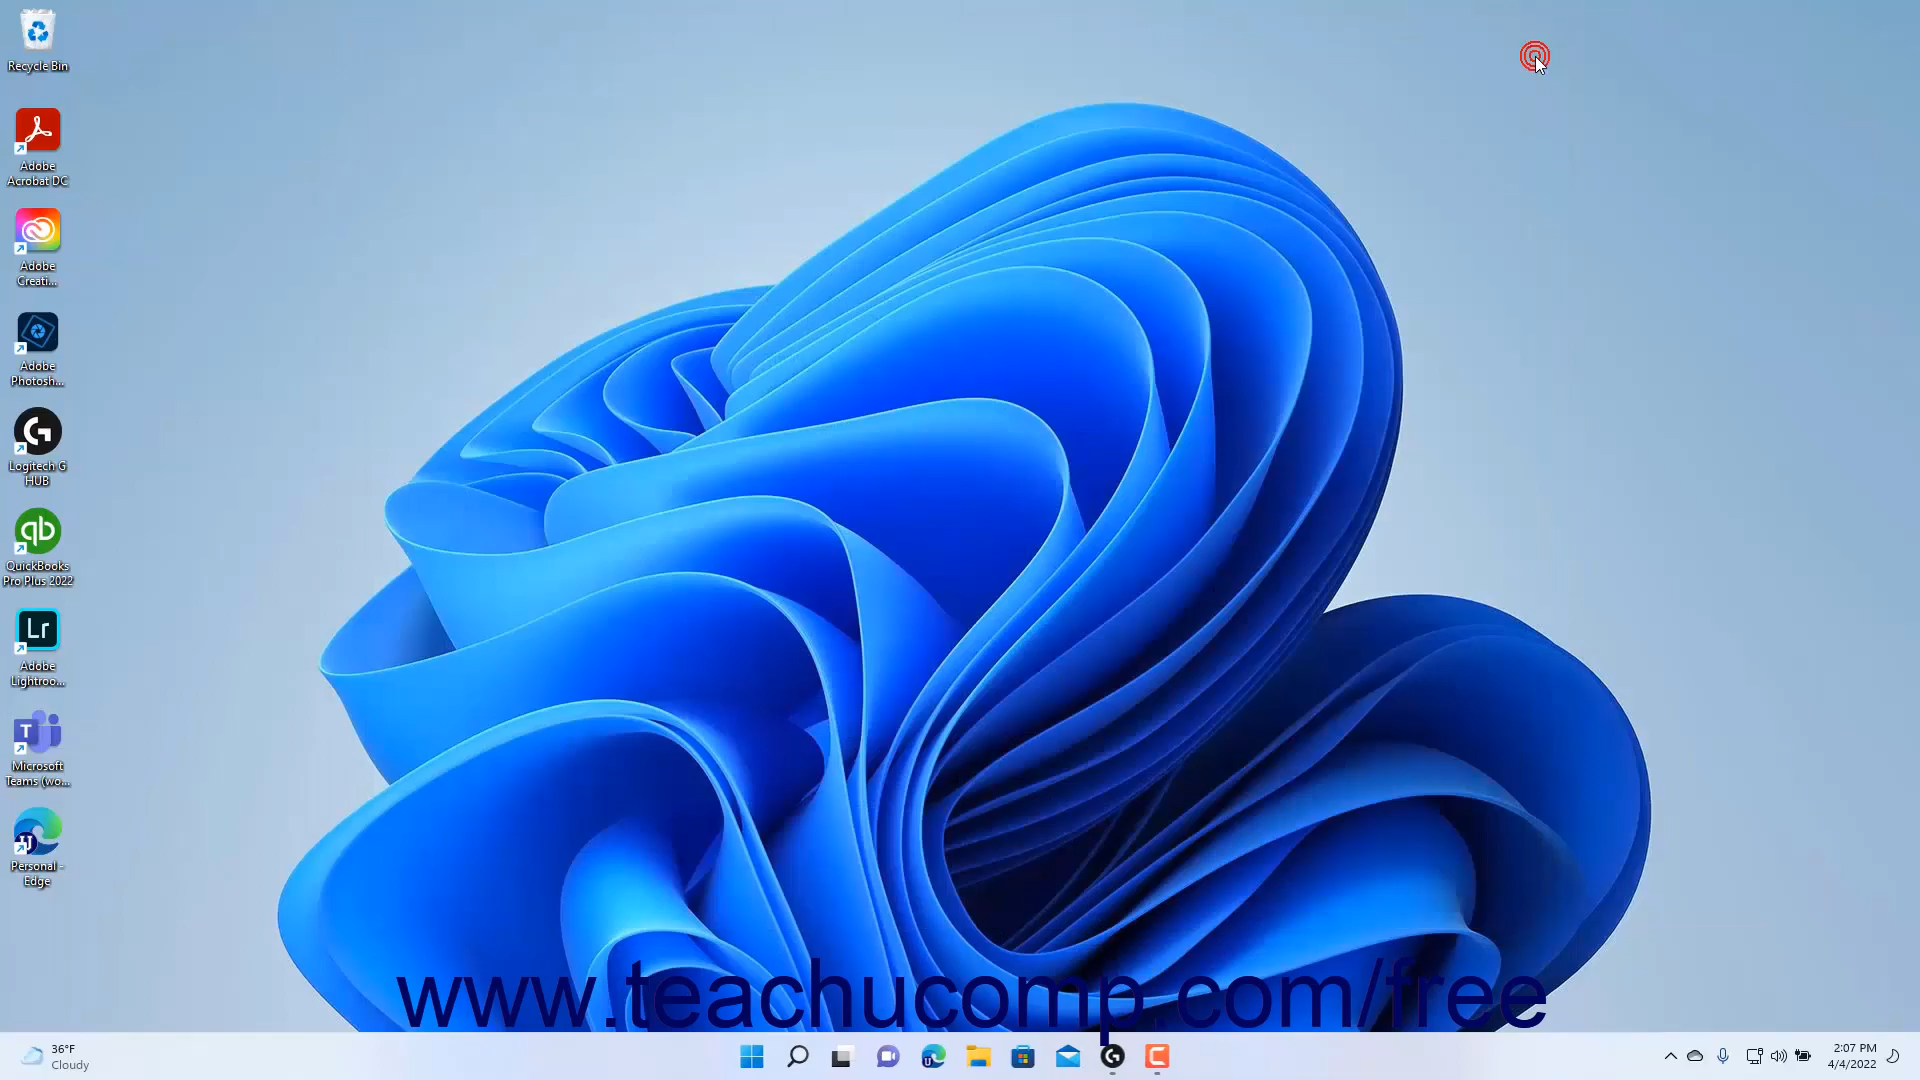 Recycle Bin
Adobe
Acrobat DC
Adobe
Creati...
Adobe
Photosh...
Logitech G
HUB
QuickBooks
Pro Plus 2022
Lr
Adobe
Lightroo...
T
Microsoft
Teams (wo...
Personal -
Edge
www.teachucomp.com/free
36°F
Cloudy
2:07 PM
4/4/2022